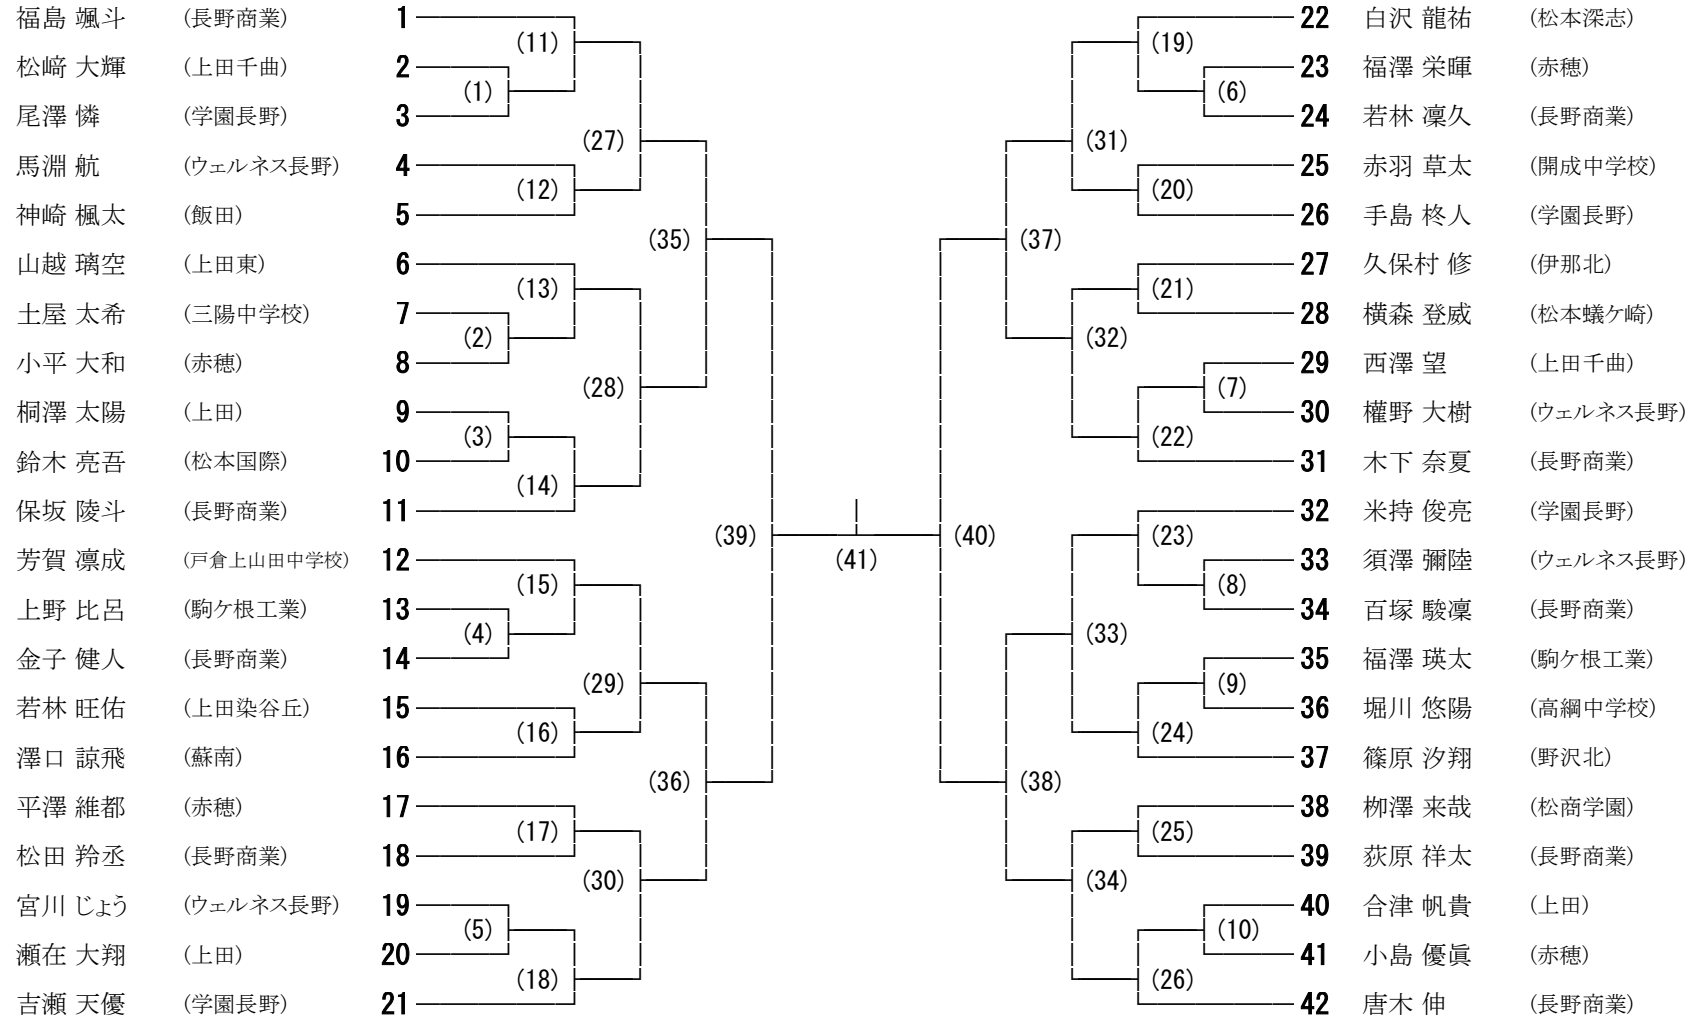 福島 颯斗 (長野商業) 1
(11)
松﨑 大輝 (上田千曲) 2
(1)
尾澤 憐 (学園長野) 3
(27)
馬淵 航 (ウェルネス長野) 4
(12)
神崎 楓太 (飯田) 5
(35)
山越 璃空 (上田東) 6
(13)
土屋 太希 (三陽中学校) 7
(2)
小平 大和 (赤穂) 8
(28)
桐澤 太陽 (上田) 9
(3)
鈴木 亮吾 (松本国際) 10
(14)
保坂 陵斗 (長野商業) 11
(39)
芳賀 凛成 (戸倉上山田中学校) 12
(15)
上野 比呂 (駒ケ根工業) 13
(4)
金子 健人 (長野商業) 14
(29)
若林 旺佑 (上田染谷丘) 15
(16)
澤口 諒飛 (蘇南) 16
(36)
平澤 維都 (赤穂) 17
(17)
松田 羚丞 (長野商業) 18
(30)
宮川 じょう (ウェルネス長野) 19
(5)
瀬在 大翔 (上田) 20
(18)
吉瀬 天優 (学園長野) 21
(41)
22 白沢 龍祐 (松本深志)
(19)
23 福澤 栄暉 (赤穂)
(6)
24 若林 凜久 (長野商業)
(31)
25 赤羽 草太 (開成中学校)
(20)
26 手島 柊人 (学園長野)
(37)
27 久保村 修 (伊那北)
(21)
28 横森 登威 (松本蟻ケ崎)
(32)
29 西澤 望 (上田千曲)
(7)
30 權野 大樹 (ウェルネス長野)
(22)
31 木下 奈夏 (長野商業)
32 米持 俊亮 (学園長野)
(40)
(23)
33 須澤 彌陸 (ウェルネス長野)
(8)
34 百塚 駿凜 (長野商業)
(33)
35 福澤 瑛太 (駒ケ根工業)
(9)
36 堀川 悠陽 (高綱中学校)
(24)
37 篠原 汐翔 (野沢北)
(38)
38 栁澤 来哉 (松商学園)
(25)
39 荻原 祥太 (長野商業)
(34)
40 合津 帆貴 (上田)
(10)
41 小島 優眞 (赤穂)
(26)
42 唐木 伸 (長野商業)